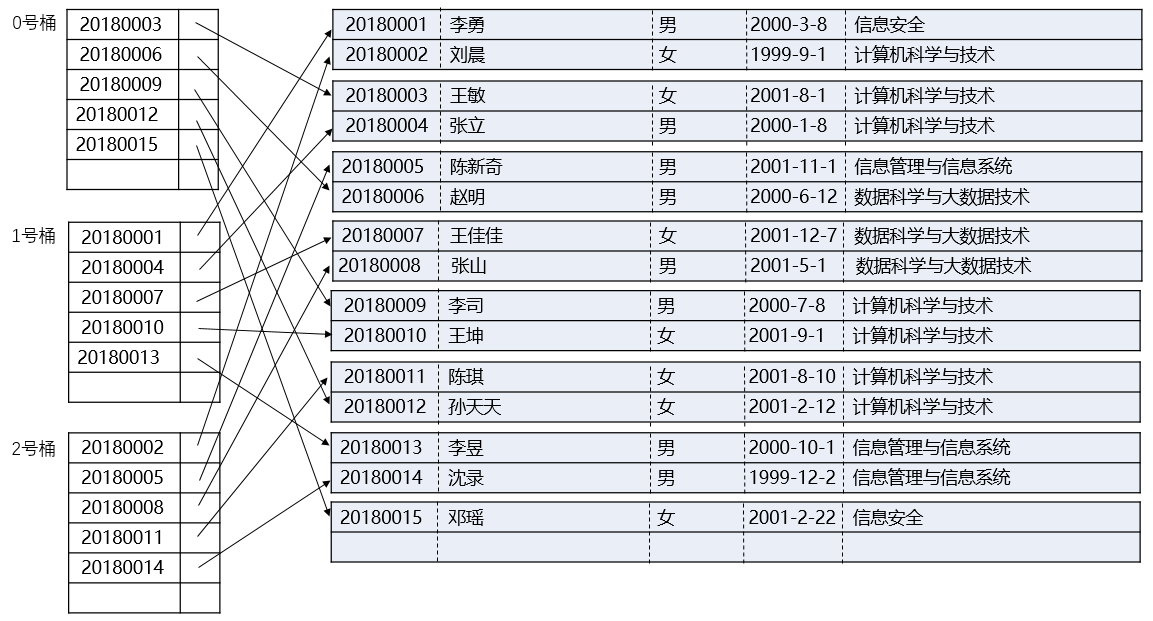 0号桶
20180003
20180006
20180009
20180012
20180015
1号桶
20180001
20180004
20180007
20180010
20180013
2号桶
20180002
20180005
20180008
20180011
20180014
20180001 李勇 男 2000-3-8 信息安全
20180002 刘晨 女 1999-9-1 计算机科学与技术
20180003 王敏 女 2001-8-1 计算机科学与技术
20180004 张立 男 2000-1-8 计算机科学与技术
20180005 陈新奇 男 2001-11-1 信息管理与信息系统
20180006 赵明 男 2000-6-12 数据科学与大数据技术
20180007 王佳佳 女 2001-12-7 数据科学与大数据技术
20180008 张山 男 2001-5-1 数据科学与大数据技术
20180009 李司 男 2000-7-8 计算机科学与技术
20180010 王坤 女 2001-9-1 计算机科学与技术
20180011 陈琪 女 2001-8-10 计算机科学与技术
20180012 孙天天 女 2001-2-12 计算机科学与技术
20180013 李昱 男 2000-10-1 信息管理与信息系统
20180014 沈录 男 1999-12-2 信息管理与信息系统
20180015 邓瑶 女 2001-2-22 信息安全